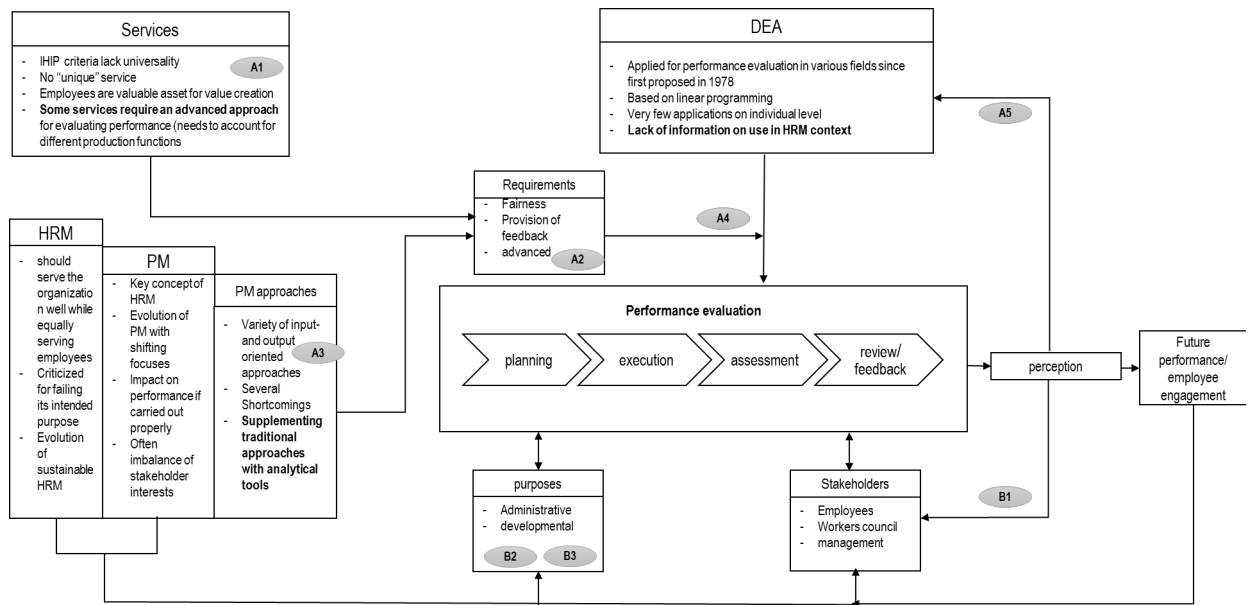 Services
- IHIP criteria lack universality
- No “unique” service
- Employees are valuable asset for value creation
- Some services require an advanced approach
for evaluating performance (needs to account for
different production functions
A1
DEA
- Applied for performance evaluation in various fields since
first proposed in 1978
- Based on linear programming
- Very few applications on individual level
- Lack of information on use in HRM context
A5
Requirements
- Fairness
- Provision of
feedback
- advanced
A2
A4
HRM
- should
serve the
organizatio
n well while
equally
serving
employees
- Criticized
for failing
its intended
purpose
- Evolution
of
sustainable
HRM
PM
- Key concept of
HRM
- Evolution of
PM with
shifting
focuses
- Impact on
performance if
carried out
properly
- Often
imbalance of
stakeholder
interests
PM approaches
- Variety of input-
and output
oriented
approaches
- Several
Shortcomings
- Supplementing
traditional
approaches
with analytical
tools
A3
Performance evaluation
planning
execution
assessment
review/
feedback
perception
Future
performance/
employee
engagement
purposes
- Administrative
- developmental
B2
B3
Stakeholders
- Employees
- Workers council
- management
B1